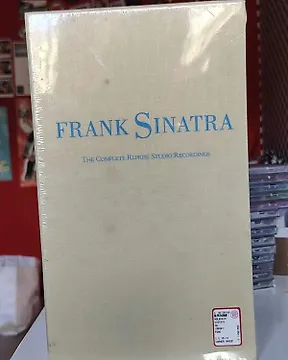 FRANK SINATRA
THE COMPLETE REPRISE STUDIO RECORDINGS